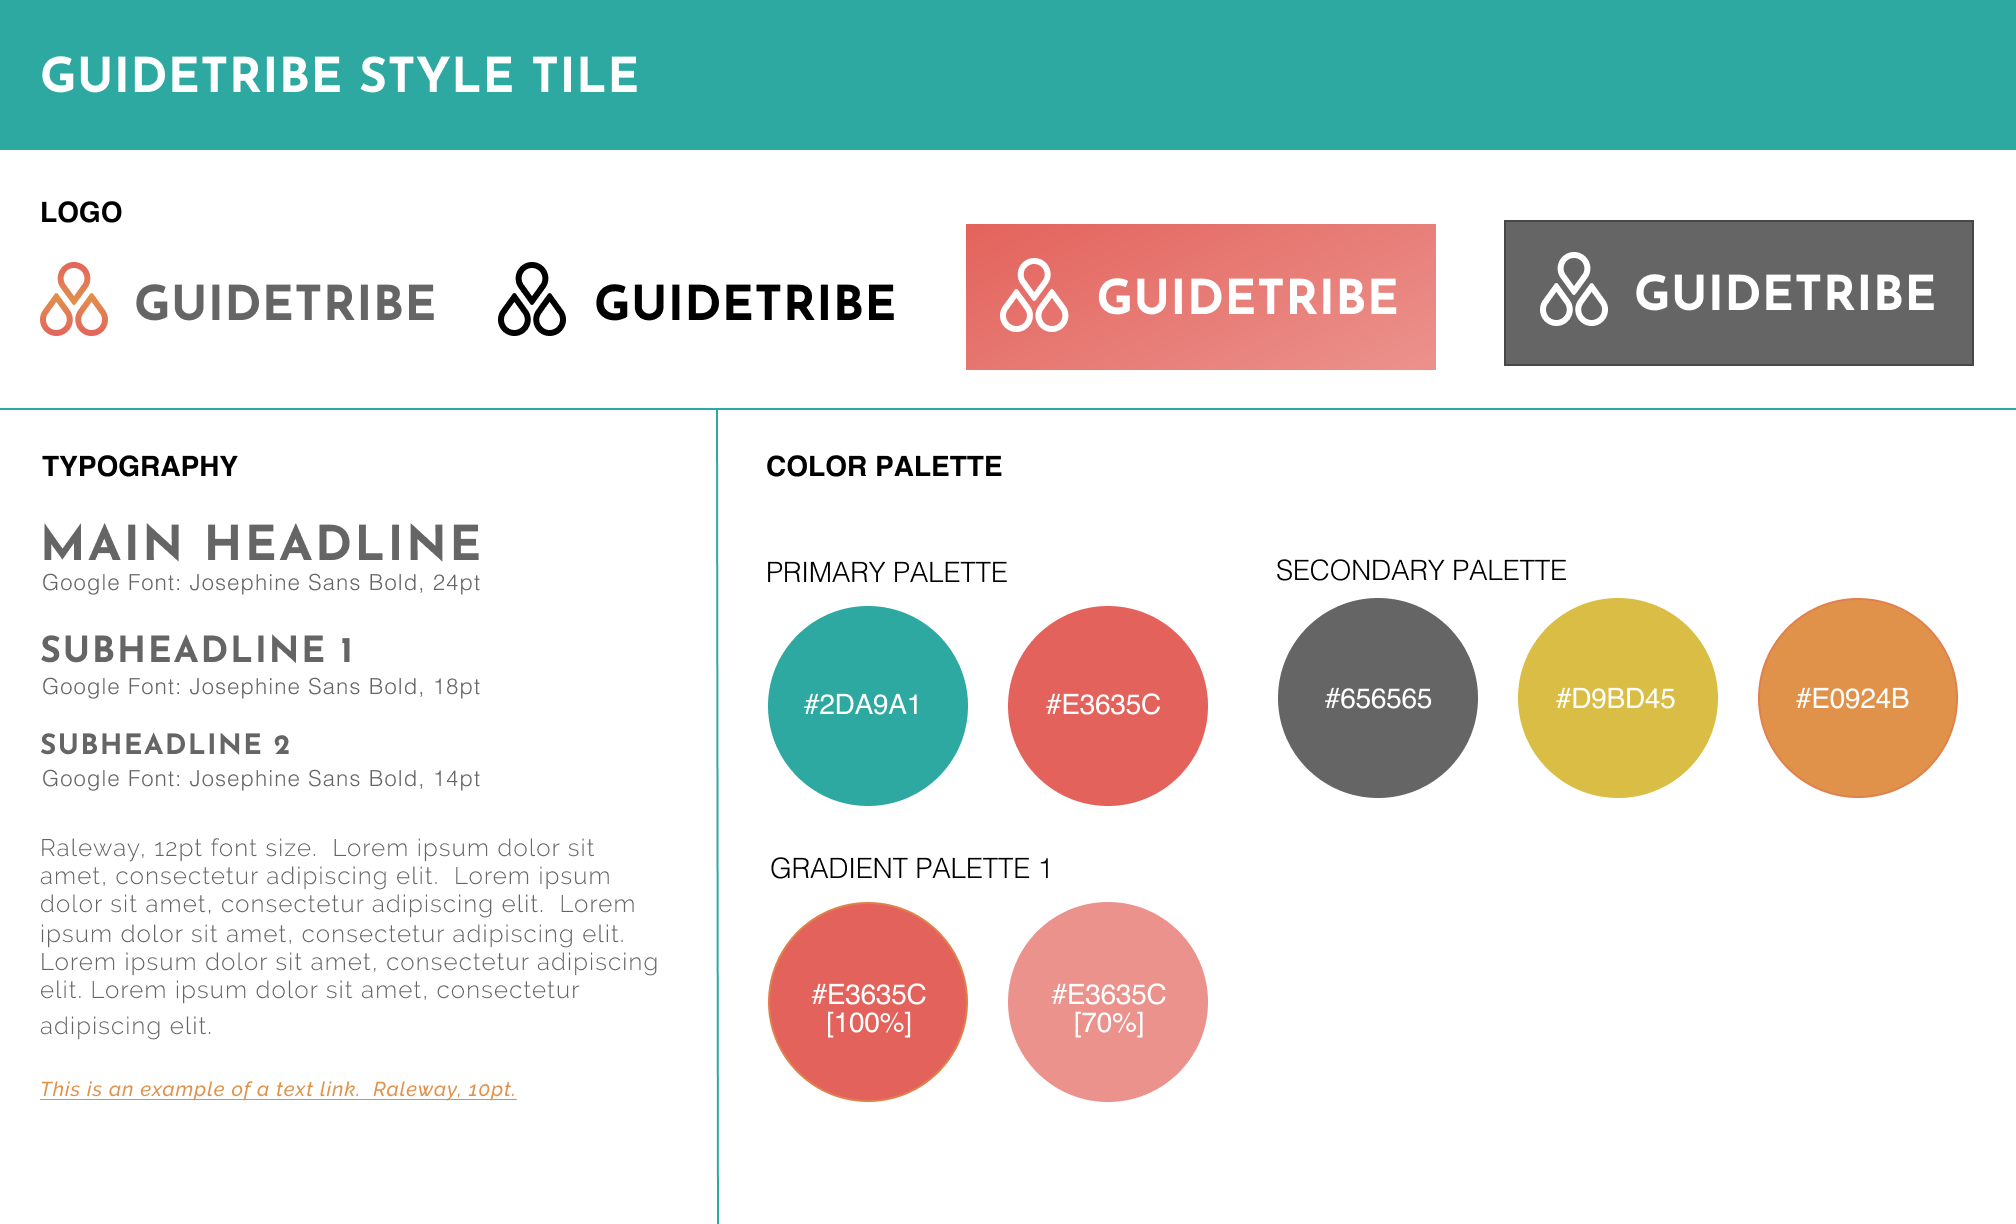 GUIDETRIBE STYLE TILE
LOGO
GUIDETRIBE
GUIDETRIBE
GUIDETRIBE
GUIDETRIBE
TYPOGRAPHY
MAIN HEADLINE
Google Font: Josephine Sans Bold, 24pt
SUBHEADLINE 1
Google Font: Josephine Sans Bold, 18pt
SUBHEADLINE 2
Google Font: Josephine Sans Bold, 14pt
Raleway, 12pt font size.  Lorem ipsum dolor sit
amet, consectetur adipiscing elit.  Lorem ipsum
dolor sit amet, consectetur adipiscing elit.  Lorem
ipsum dolor sit amet, consectetur adipiscing elit.
Lorem ipsum dolor sit amet, consectetur adipiscing
elit. Lorem ipsum dolor sit amet, consectetur
adipiscing elit.
This is an example of a text link.  Raleway, 10pt.
COLOR PALETTE
PRIMARY PALETTE
#2DA9A1
#E3635C
SECONDARY PALETTE
#656565
#D9BD45
#E0924B
GRADIENT PALETTE 1
#E3635C
[100%]
#E3635C
[70%]